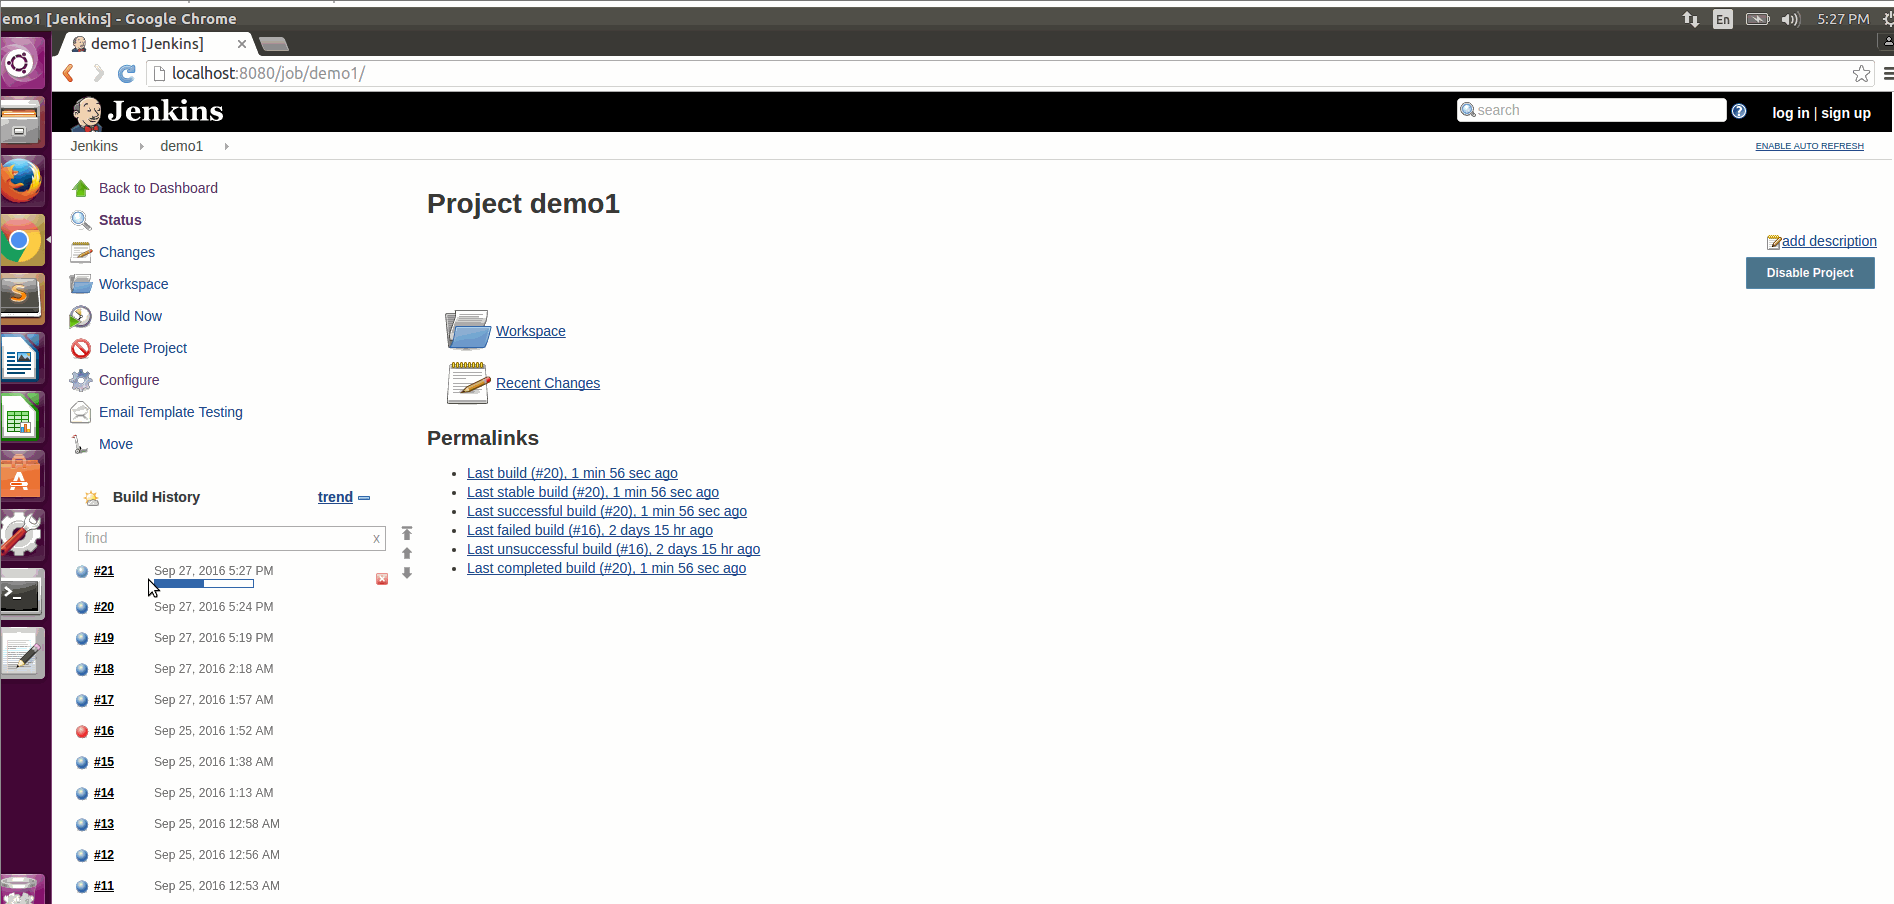 emo1 [Jenkins] - Google Chrome
En
5:27 PM
demo1 [Jenkins]
localhost:8080/job/demo1/
Jenkins
search
log in | sign up
Jenkins
demo1
ENABLE AUTO REFRESH
Back to Dashboard
Status
Changes
Workspace
Build Now
Delete Project
Configure
Email Template Testing
Move
Build History
trend
find
x
#21 Sep 27, 2016 5:27 PM
#20 Sep 27, 2016 5:24 PM
#19 Sep 27, 2016 5:19 PM
#18 Sep 27, 2016 2:18 AM
#17 Sep 27, 2016 1:57 AM
#16 Sep 25, 2016 1:52 AM
#15 Sep 25, 2016 1:38 AM
#14 Sep 25, 2016 1:13 AM
#13 Sep 25, 2016 12:58 AM
#12 Sep 25, 2016 12:56 AM
#11 Sep 25, 2016 12:53 AM
Project demo1
add description
Disable Project
Workspace
Recent Changes
Permalinks
Last build (#20), 1 min 56 sec ago
Last stable build (#20), 1 min 56 sec ago
Last successful build (#20), 1 min 56 sec ago
Last failed build (#16), 2 days 15 hr ago
Last unsuccessful build (#16), 2 days 15 hr ago
Last completed build (#20), 1 min 56 sec ago